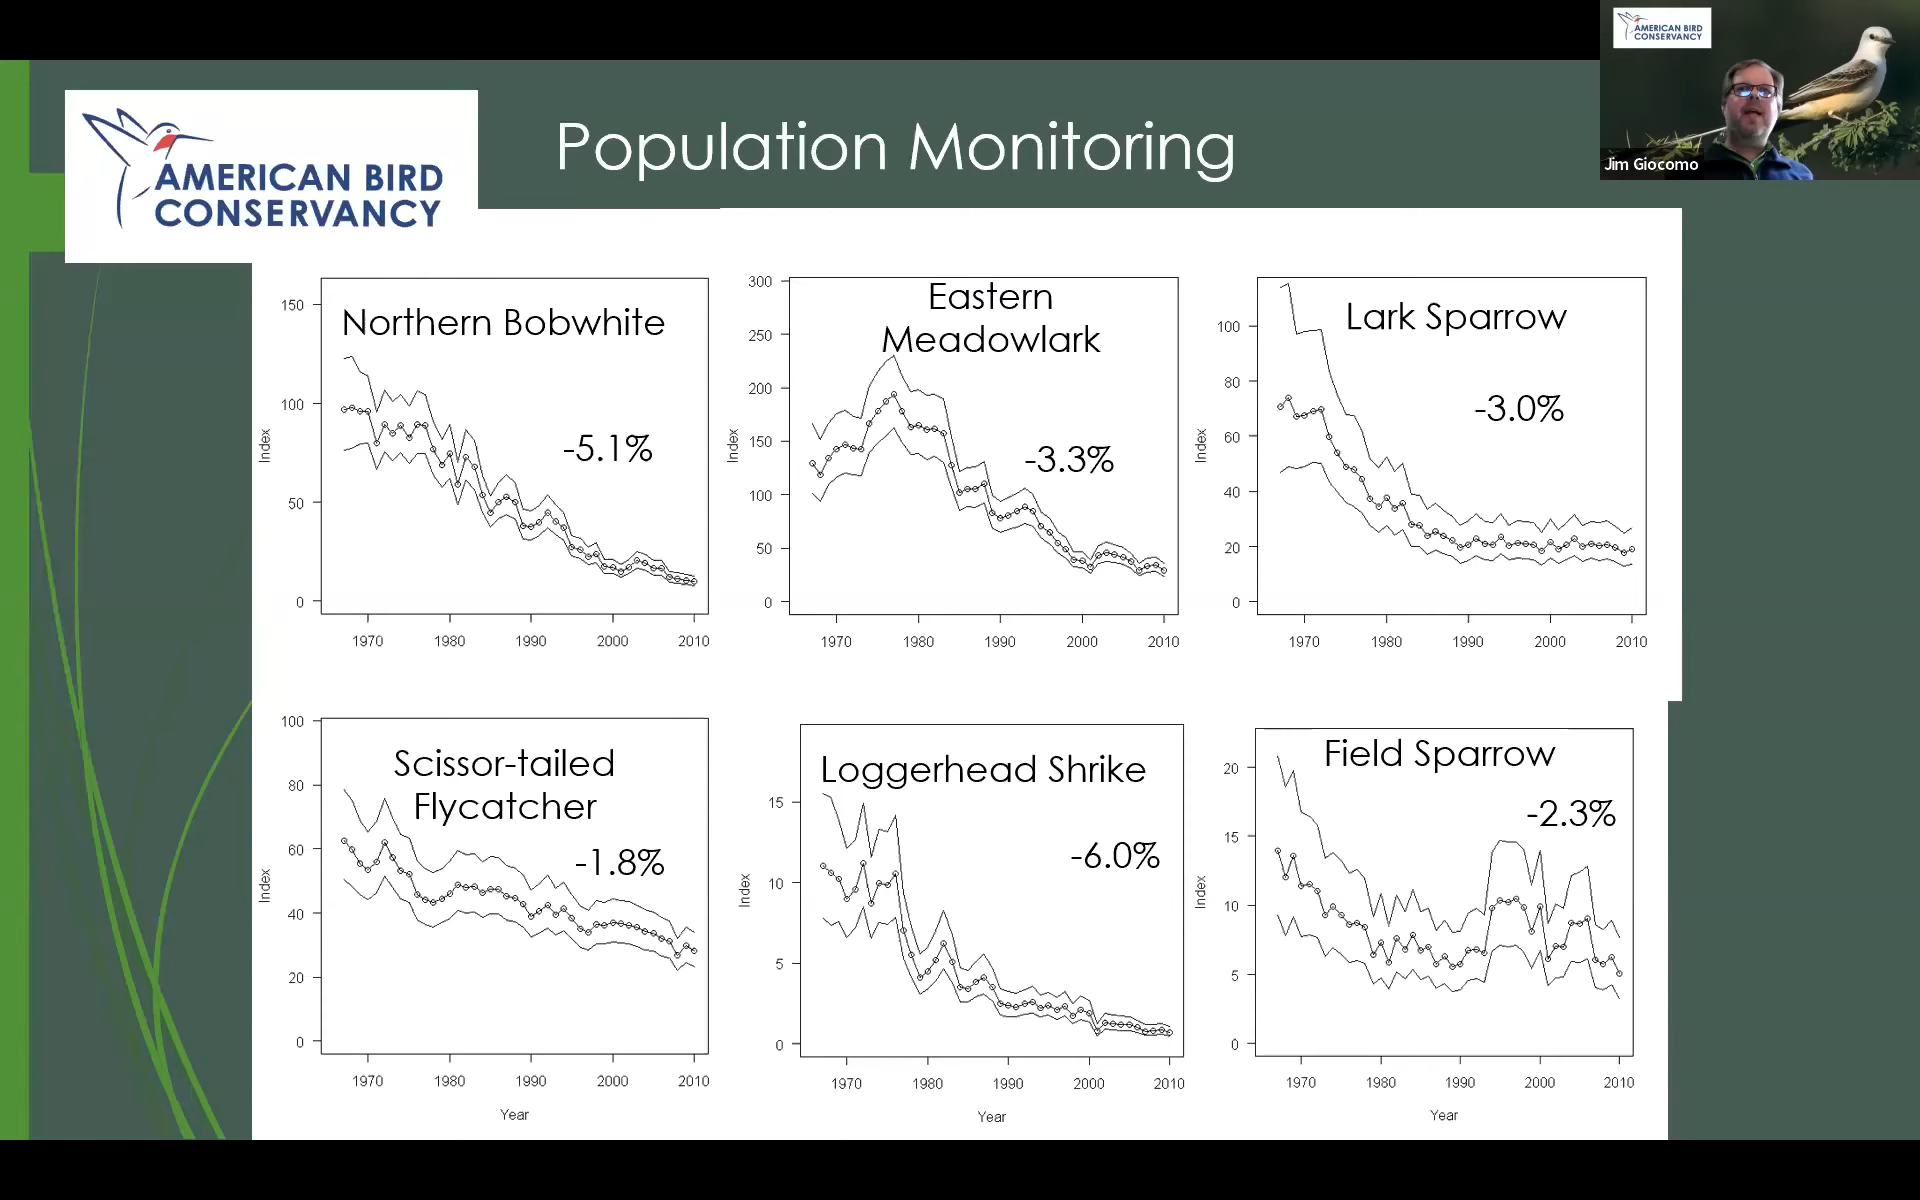 AMERICAN BIRD
CONSERVANCY
Population Monitoring
AMERICAN BIRD
CONSERVANCY
Jim Giocomo
Northern Bobwhite
-5.1%
Index
150
100
50
0
1970 1980 1990 2000 2010
Eastern
Meadowlark
-3.3%
Index
300
250
200
150
100
50
0
1970 1980 1990 2000 2010
Lark Sparrow
-3.0%
Index
100
80
60
40
20
0
1970 1980 1990 2000 2010
Scissor-tailed
Flycatcher
-1.8%
Index
100
80
60
40
20
0
1970 1980 1990 2000 2010
Year
Loggerhead Shrike
-6.0%
Index
15
10
5
0
1970 1980 1990 2000 2010
Year
Field Sparrow
-2.3%
Index
20
15
10
5
0
1970 1980 1990 2000 2010
Year